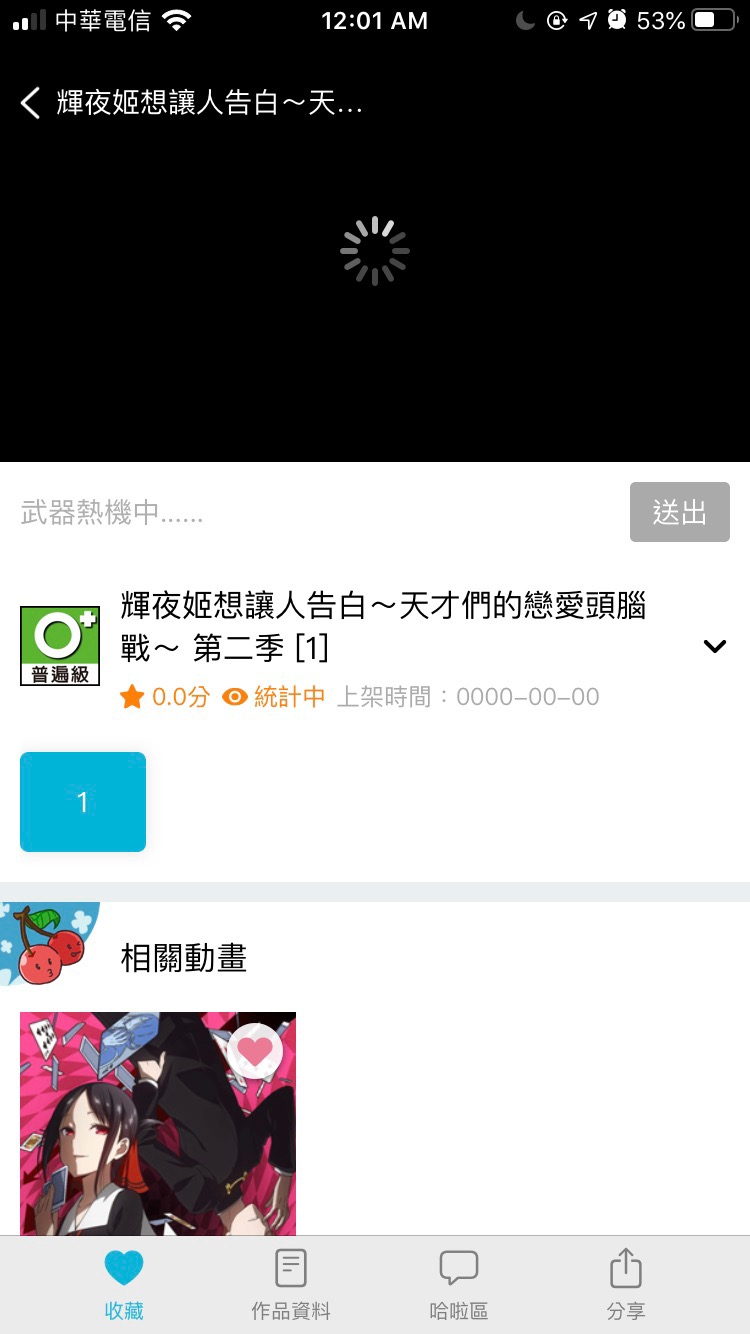 中華電信
12:01 AM
53%
輝夜姬想讓人告白～天...
武器熱機中......
送出
普遍級
輝夜姬想讓人告白～天才們的戀愛頭腦
戰～ 第二季 [1]
0.0分 統計中 上架時間：0000-00-00
1
相關動畫
收藏
作品資料
哈啦區
分享